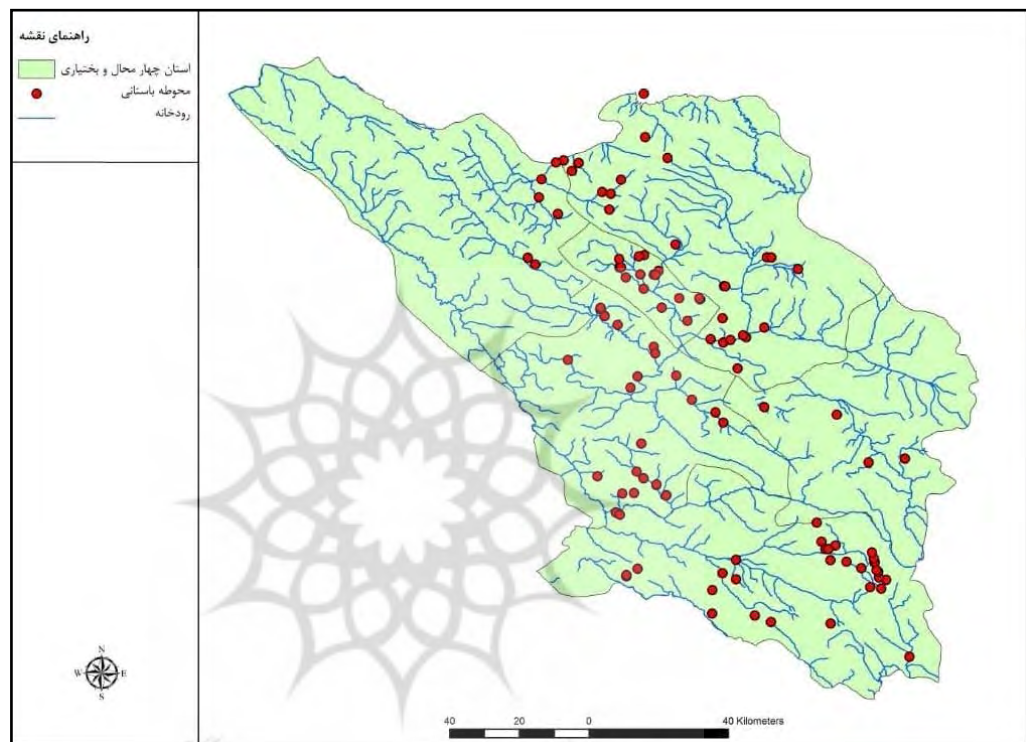 راهنمای نقشه
استان چهار محال و بختیاری
محوطه باستانی
رودخانه
N
W E
S
40 20 0 40 Kilometers